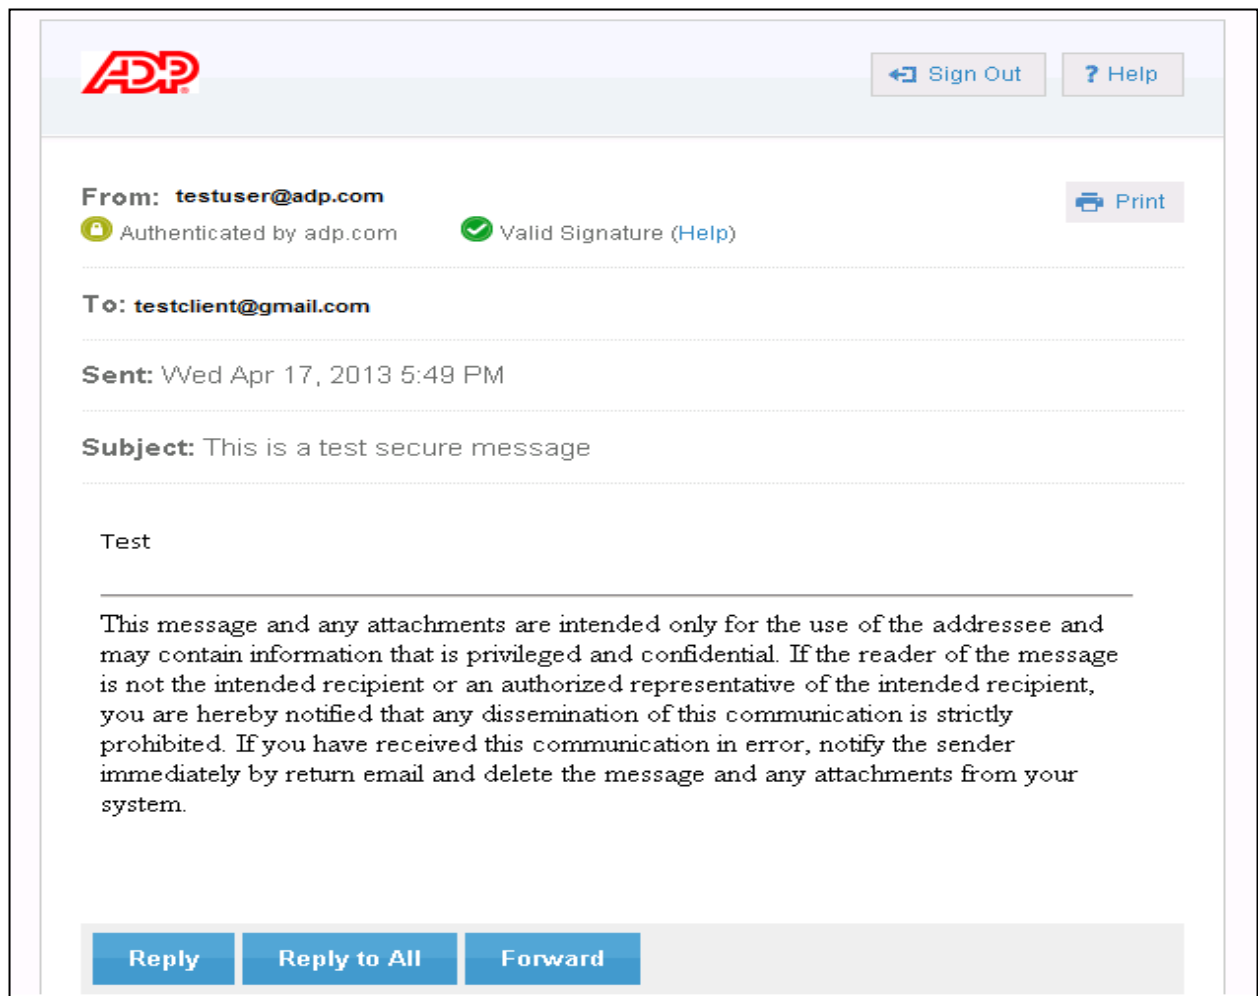 ADP
Sign Out
? Help
From: testuser@adp.com
Print
Authenticated by adp.com
Valid Signature (Help)
To: testclient@gmail.com
Sent: Wed Apr 17, 2013 5:49 PM
Subject: This is a test secure message
Test
This message and any attachments are intended only for the use of the addressee and
may contain information that is privileged and confidential. If the reader of the message
is not the intended recipient or an authorized representative of the intended recipient,
you are hereby notified that any dissemination of this communication is strictly
prohibited. If you have received this communication in error, notify the sender
immediately by return email and delete the message and any attachments from your
system.
Reply
Reply to All
Forward